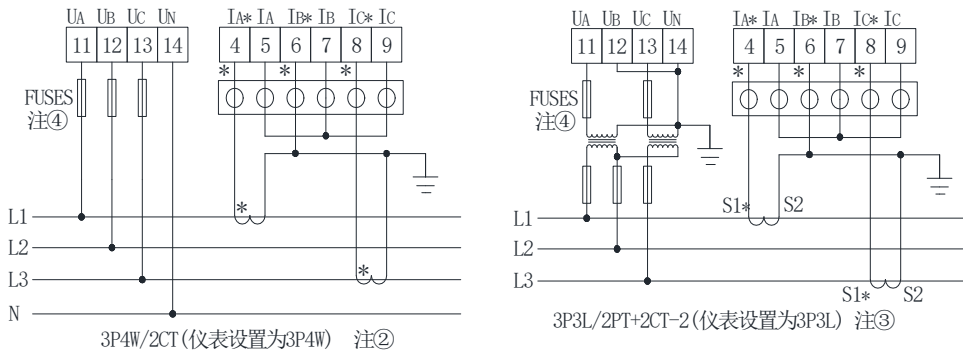 UA UB UC UN IA* IA IB* IB IC* IC
11 12 13 14 4 5 6 7 8 9
* * *
FUSES
注④
*
L1
L2
*
L3
N
3P4W/2CT(仪表设置为3P4W) 注②
UA UB UC UN IA* IA IB* IB IC* IC
11 12 13 14 4 5 6 7 8 9
* * *
FUSES
注④
S1* S2
L1
L2
L3
S1* S2
3P3L/2PT+2CT-2(仪表设置为3P3L) 注③